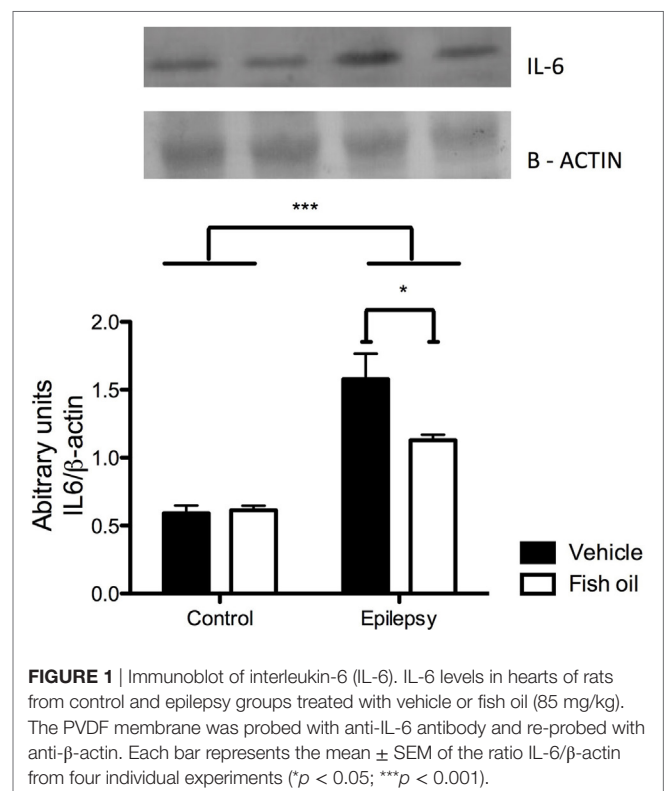 IL-6
B - ACTIN
***
*
2.0
1.5
1.0
0.5
0.0
Abitrary units
IL6/β-actin
Control
Epilepsy
Vehicle
Fish oil
FIGURE 1 | Immunoblot of interleukin-6 (IL-6). IL-6 levels in hearts of rats
from control and epilepsy groups treated with vehicle or fish oil (85 mg/kg).
The PVDF membrane was probed with anti-IL-6 antibody and re-probed with
anti-β-actin. Each bar represents the mean ± SEM of the ratio IL-6/β-actin
from four individual experiments (*p < 0.05; ***p < 0.001).